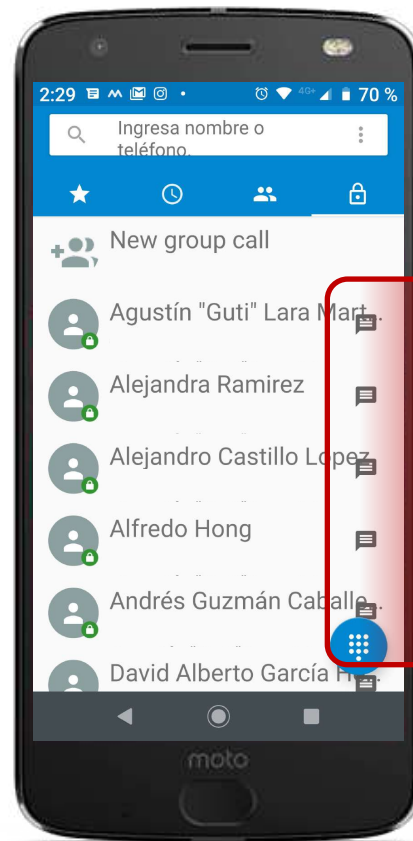 2:29 4G+ 70 %
Ingresa nombre o
teléfono.
New group call
Agustín "Guti" Lara Mart...
Alejandra Ramirez
Alejandro Castillo Lopez
Alfredo Hong
Andrés Guzmán Caballe...
David Alberto García
moto